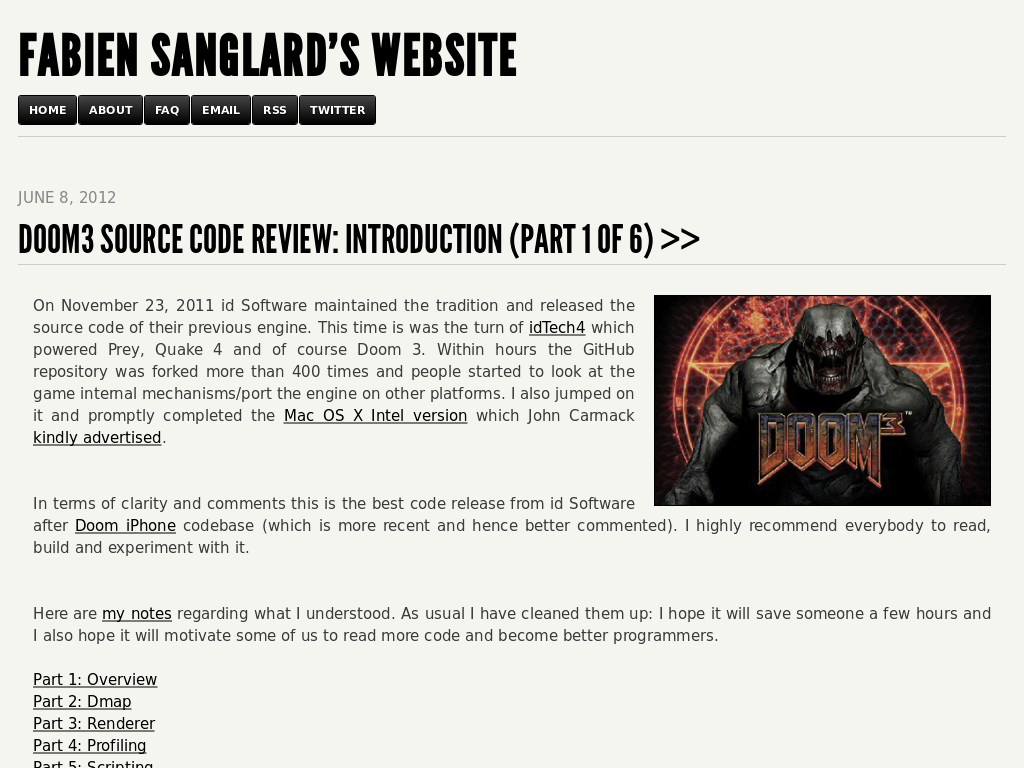 FABIEN SANGLARD'S WEBSITE
HOME ABOUT FAQ EMAIL RSS TWITTER
JUNE 8, 2012
DOOM3 SOURCE CODE REVIEW: INTRODUCTION (PART 1 OF 6) >>
On November 23, 2011 id Software maintained the tradition and released the
source code of their previous engine. This time is was the turn of idTech4 which
powered Prey, Quake 4 and of course Doom 3. Within hours the GitHub
repository was forked more than 400 times and people started to look at the
game internal mechanisms/port the engine on other platforms. I also jumped on
it and promptly completed the Mac OS X Intel version which John Carmack
kindly advertised.
DOOM3™
In terms of clarity and comments this is the best code release from id Software
after Doom iPhone codebase (which is more recent and hence better commented). I highly recommend everybody to read,
build and experiment with it.
Here are my notes regarding what I understood. As usual I have cleaned them up: I hope it will save someone a few hours and
I also hope it will motivate some of us to read more code and become better programmers.
Part 1: Overview
Part 2: Dmap
Part 3: Renderer
Part 4: Profiling
Part 5: Scripting